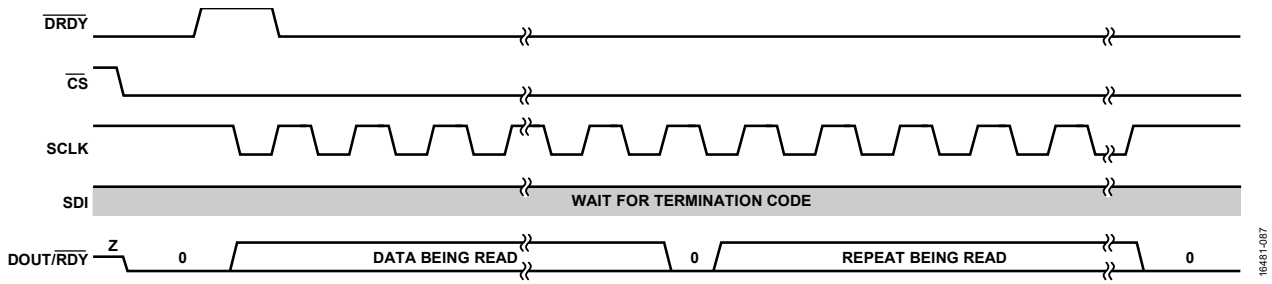 DRDY
CS
SCLK
SDI
WAIT FOR TERMINATION CODE
DOUT/RDY
Z
0
DATA BEING READ
0
REPEAT BEING READ
0
16481-087